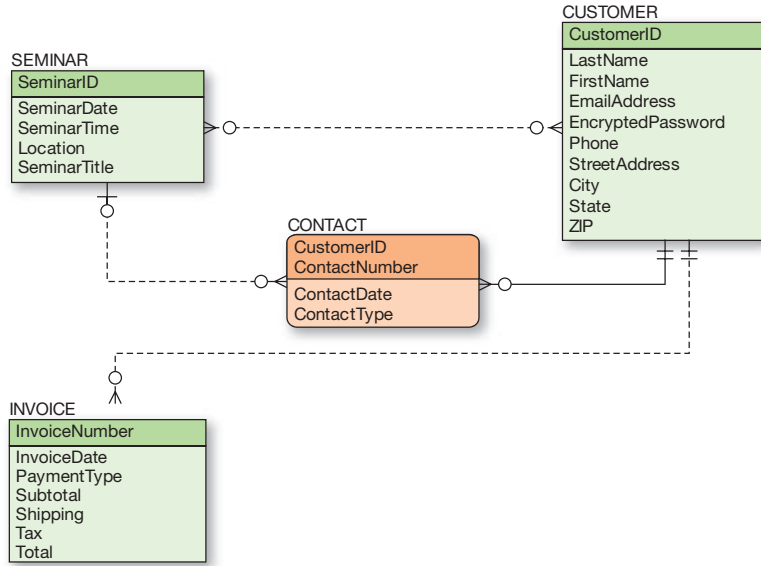 CUSTOMER
CustomerID
LastName
FirstName
EmailAddress
EncryptedPassword
Phone
StreetAddress
City
State
ZIP
SEMINAR
SeminarID
SeminarDate
SeminarTime
Location
SeminarTitle
CONTACT
CustomerID
ContactNumber
ContactDate
ContactType
INVOICE
InvoiceNumber
InvoiceDate
PaymentType
Subtotal
Shipping
Tax
Total